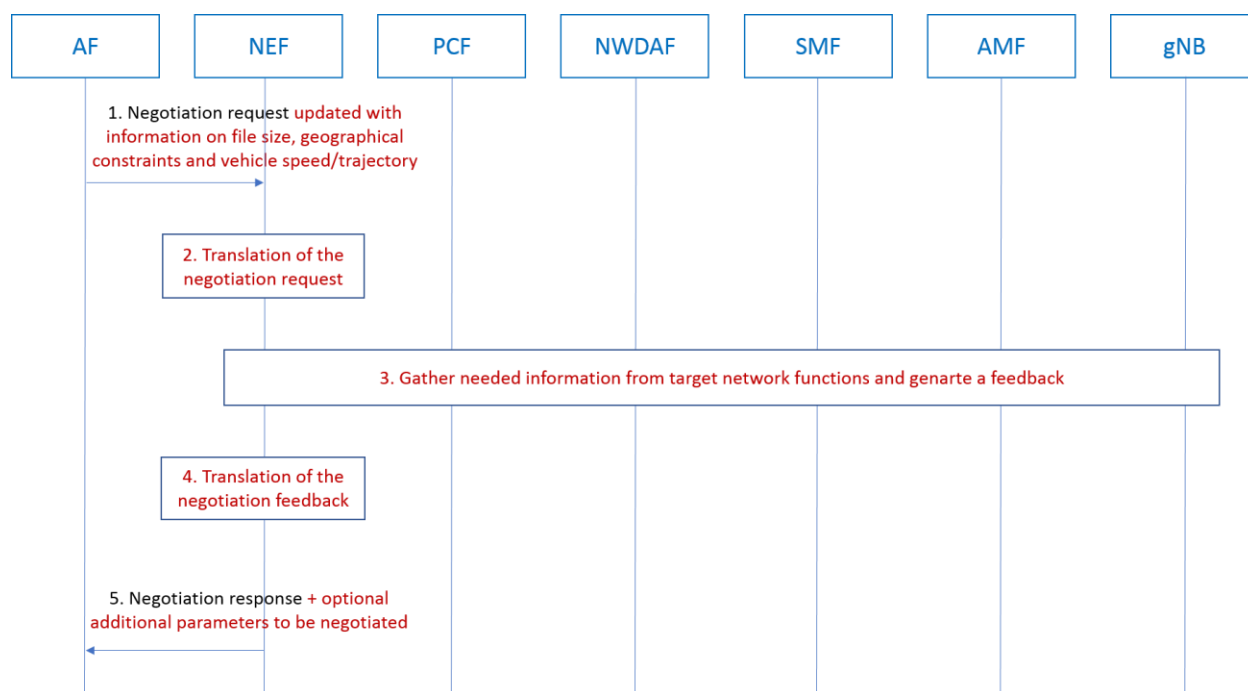 AF NEF PCF NWDAF SMF AMF gNB
1. Negotiation request updated with
information on file size, geographical
constraints and vehicle speed/trajectory
2. Translation of the
negotiation request
3. Gather needed information from target network functions and genarte a feedback
4. Translation of the
negotiation feedback
5. Negotiation response + optional
additional parameters to be negotiated